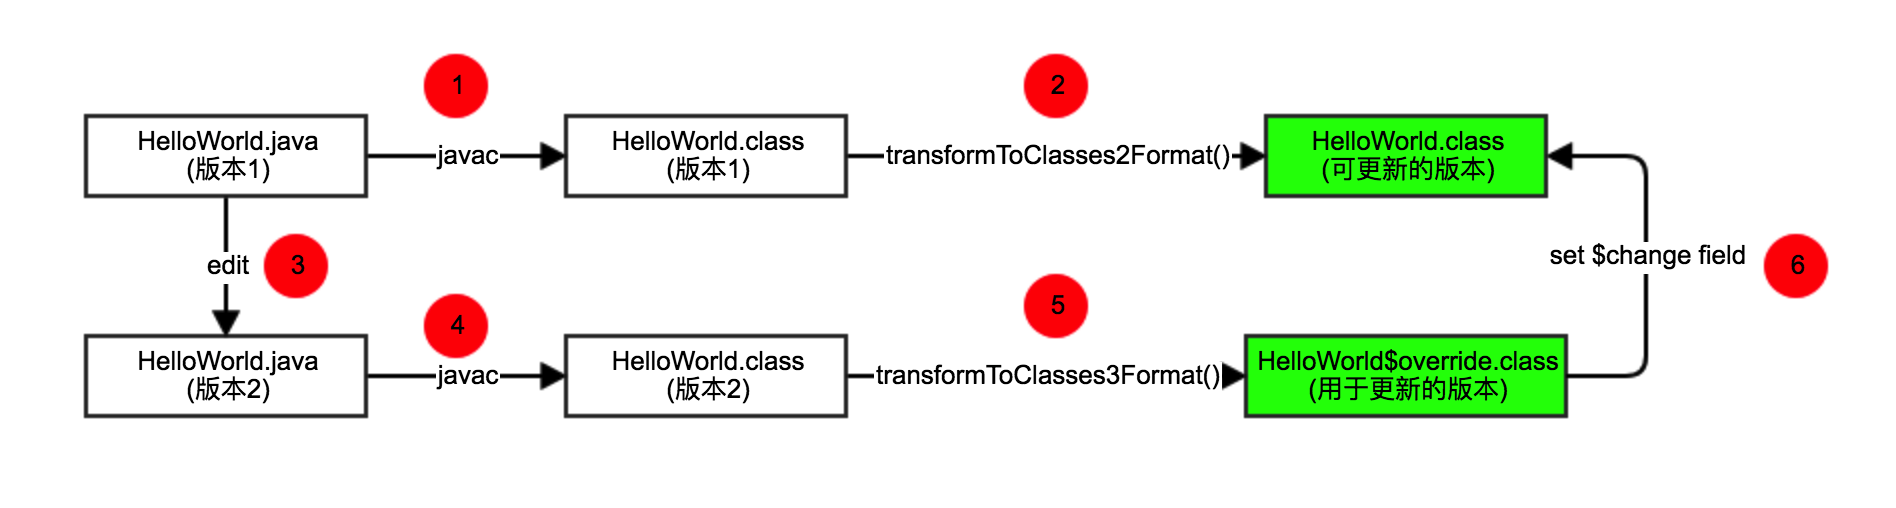 1
2
HelloWorld.java
(版本1)
javac
HelloWorld.class
(版本1)
transformToClasses2Format()
HelloWorld.class
(可更新的版本)
edit
3
set $change field
6
4
5
HelloWorld.java
(版本2)
javac
HelloWorld.class
(版本2)
transformToClasses3Format()
HelloWorld$override.class
(用于更新的版本)